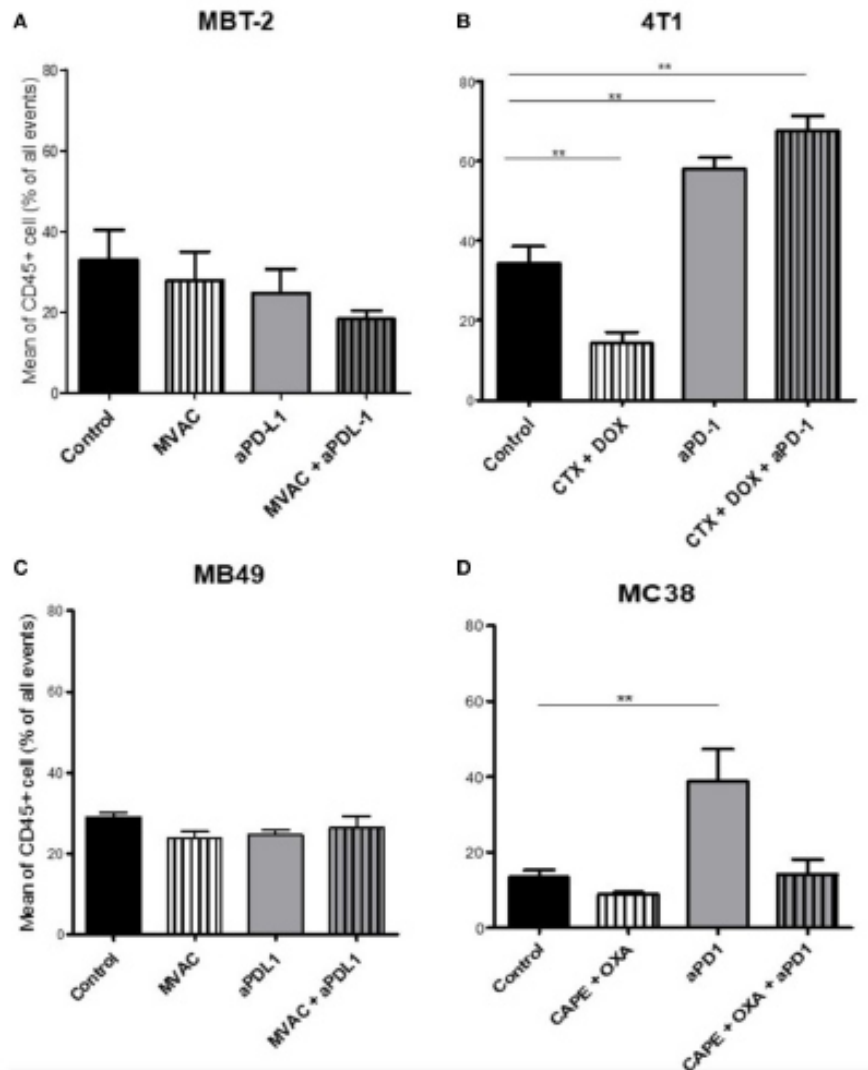 A
MBT-2
Mean of CD45+ cell (% of all events)
80
60
40
20
0
Control
MVAC
aPD-L1
MVAC + aPDL-1
B
4T1
80
60
40
20
0
**
**
**
Control
CTX + DOX
aPD-1
CTX + DOX + aPD-1
C
MB49
Mean of CD45+ cell (% of all events)
80
60
40
20
0
Control
MVAC
aPDL1
MVAC + aPDL1
D
MC38
80
60
40
20
0
**
Control
CAPE + OXA
aPD1
CAPE + OXA + aPD1